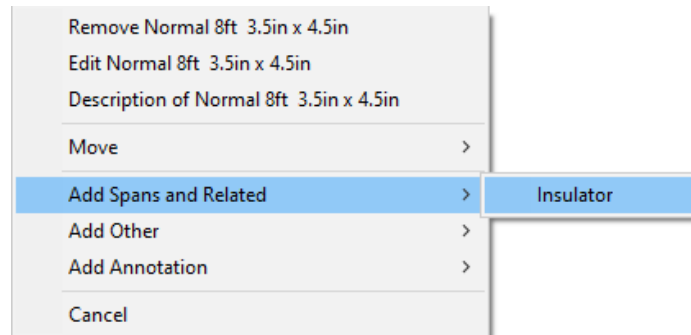 Remove Normal 8ft  3.5in x 4.5in
Edit Normal 8ft  3.5in x 4.5in
Description of Normal 8ft  3.5in x 4.5in
Move
Add Spans and Related
Insulator
Add Other
Add Annotation
Cancel